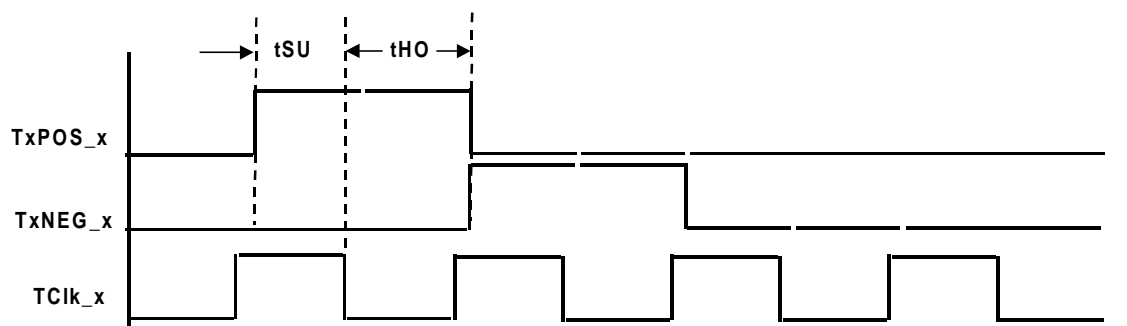 tSU
tHO
TxPOS_x
TxNEG_x
TClk_x